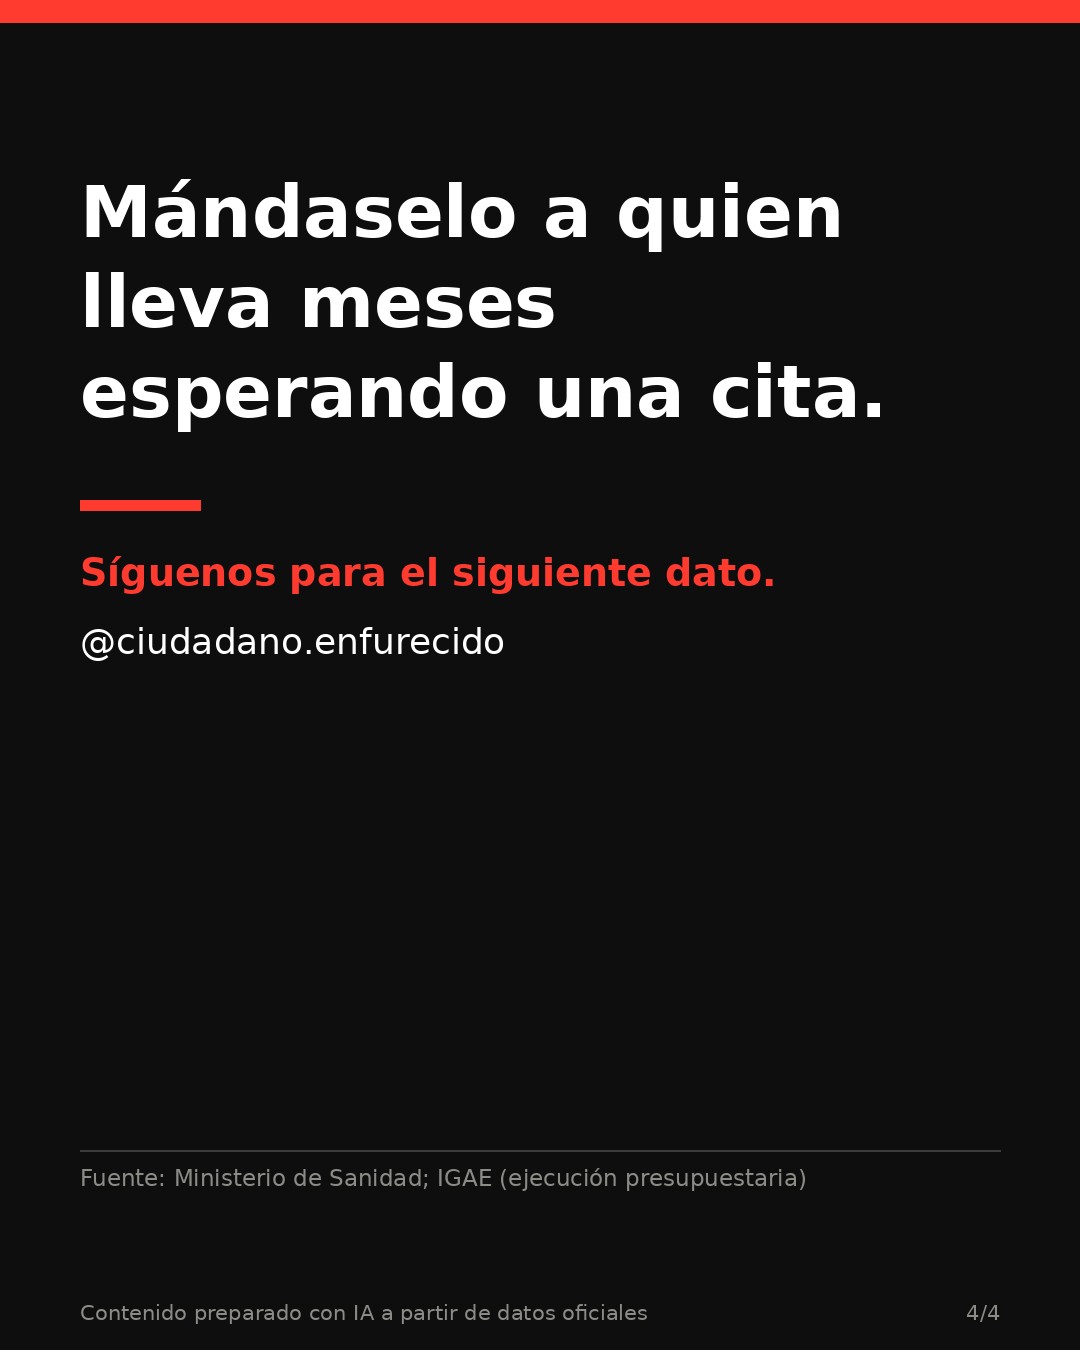 Mándaselo a quien
lleva meses
esperando una cita.
Síguenos para el siguiente dato.
@ciudadano.enfurecido
Fuente: Ministerio de Sanidad; IGAE (ejecución presupuestaria)
Contenido preparado con IA a partir de datos oficiales 4/4